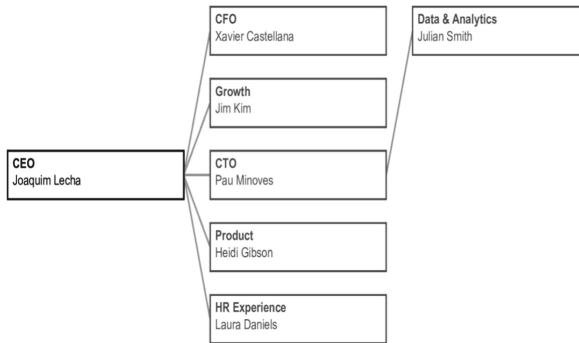 CFO
Xavier Castellana
Data & Analytics
Julian Smith
Growth
Jim Kim
CEO
Joaquim Lecha
CTO
Pau Minoves
Product
Heidi Gibson
HR Experience
Laura Daniels